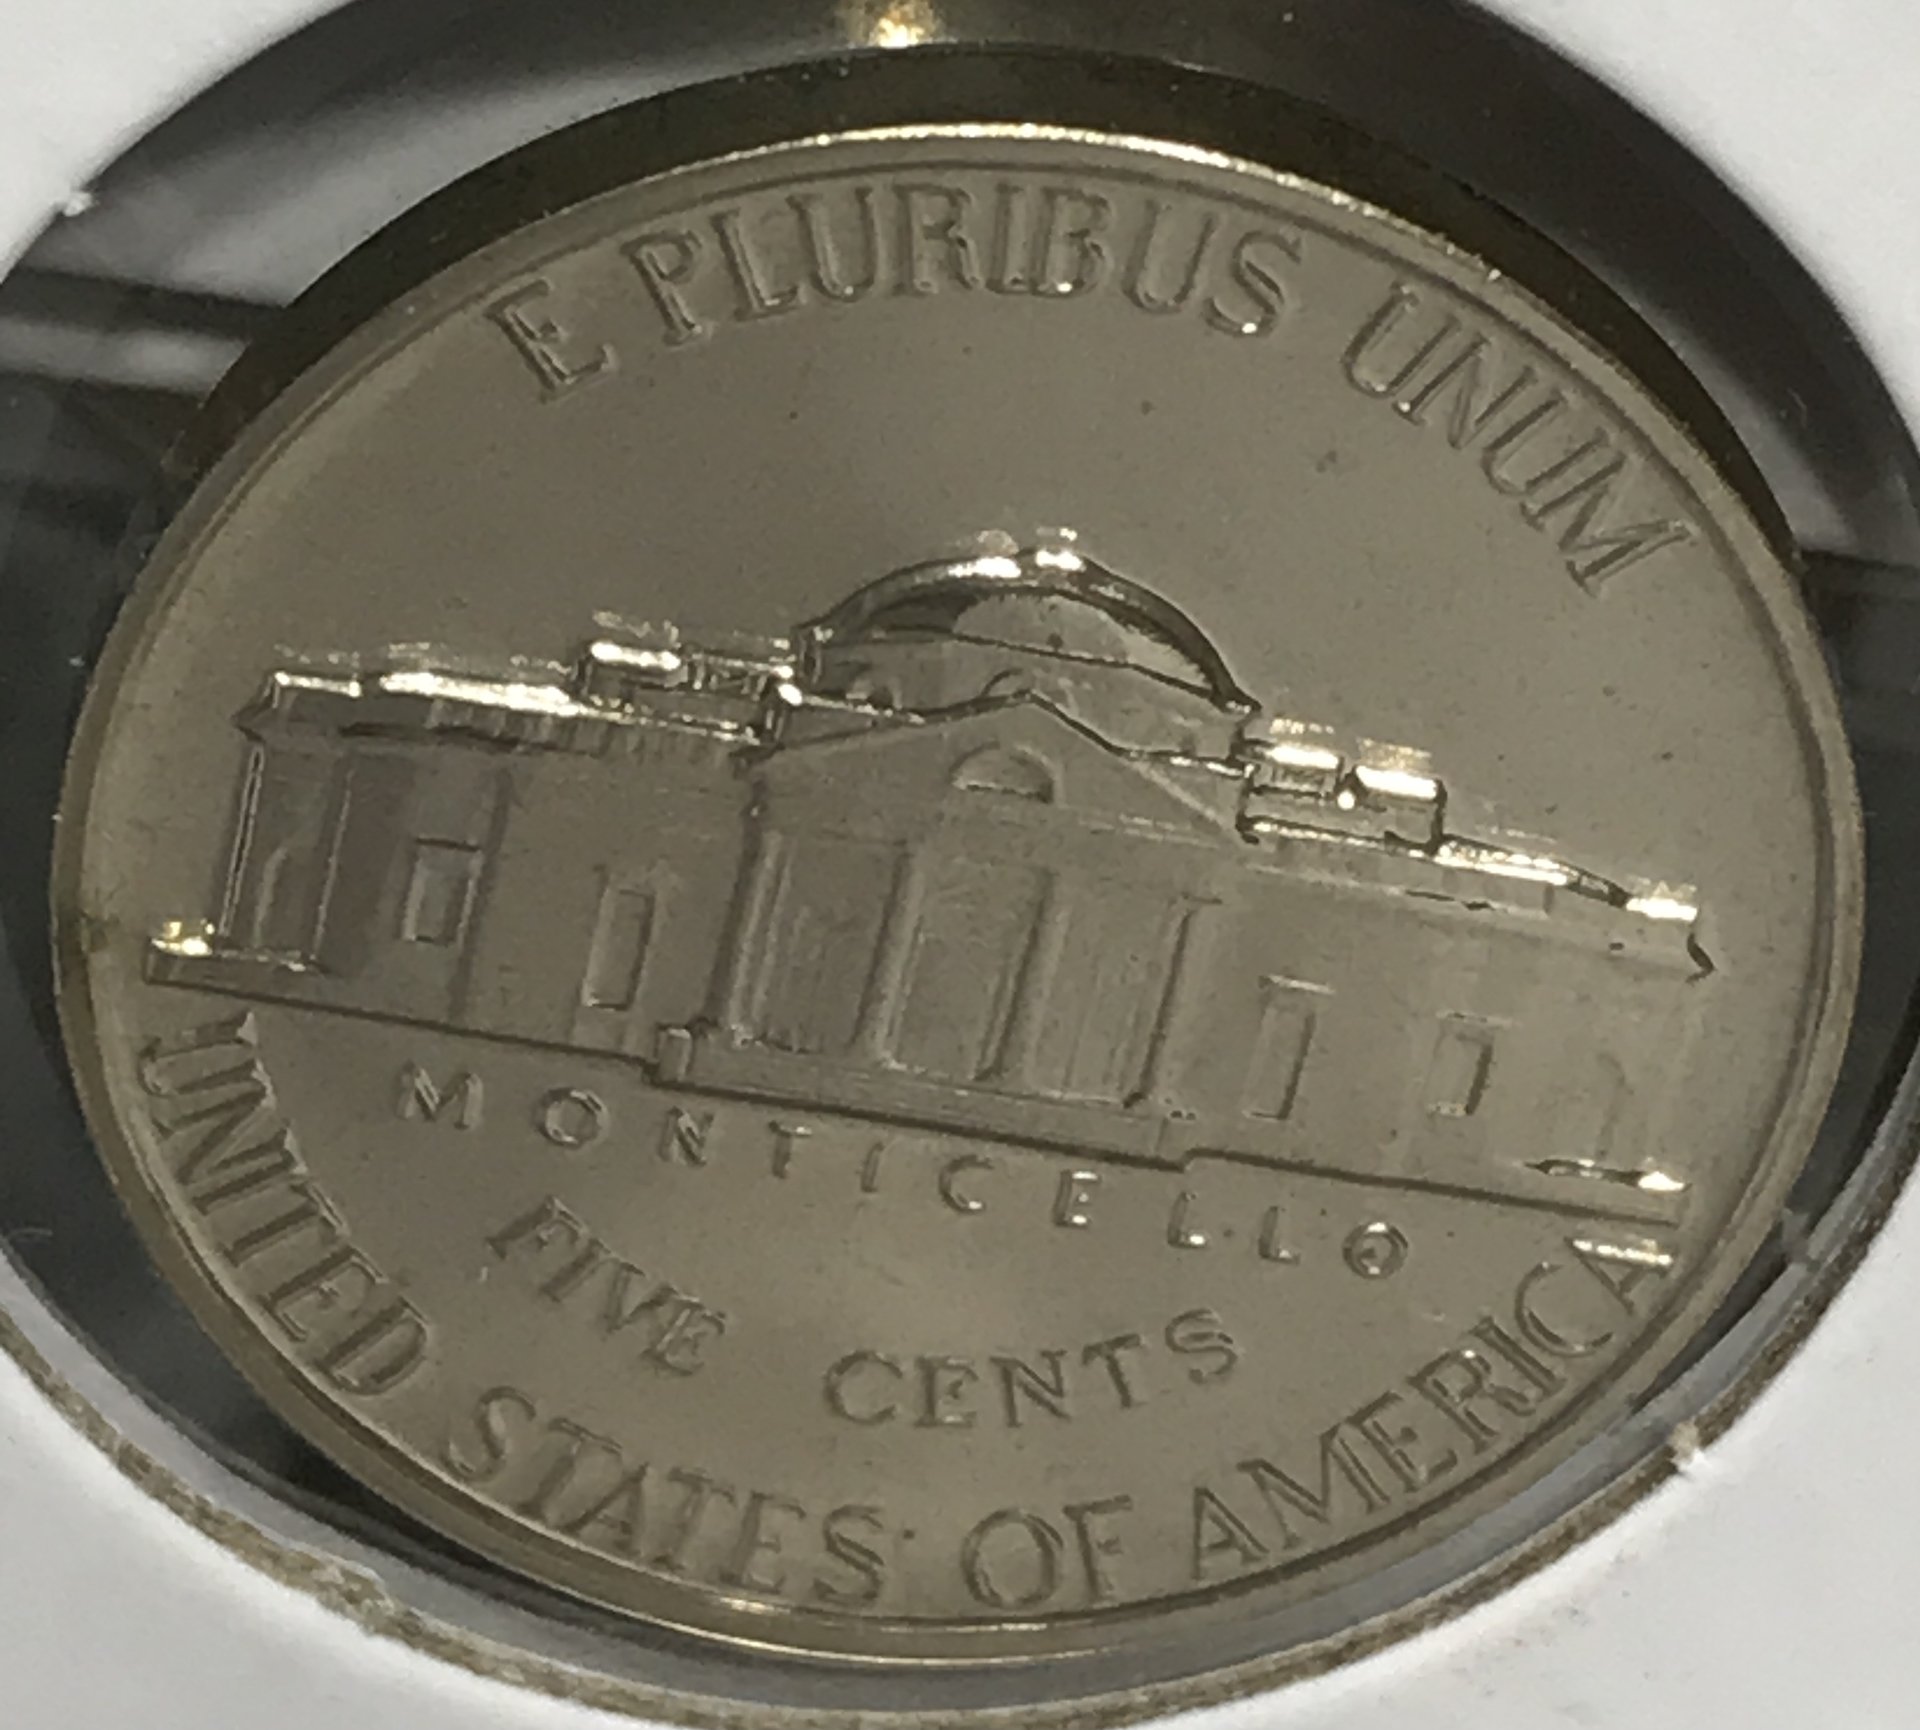 E PLURIBUS UNUM
MONTICELLO
FIVE CENTS
UNITED STATES OF AMERICA